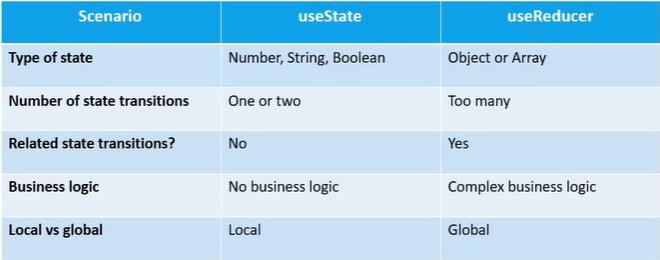 Scenario useState useReducer
Type of state Number, String, Boolean Object or Array
Number of state transitions One or two Too many
Related state transitions? No Yes
Business logic No business logic Complex business logic
Local vs global Local Global